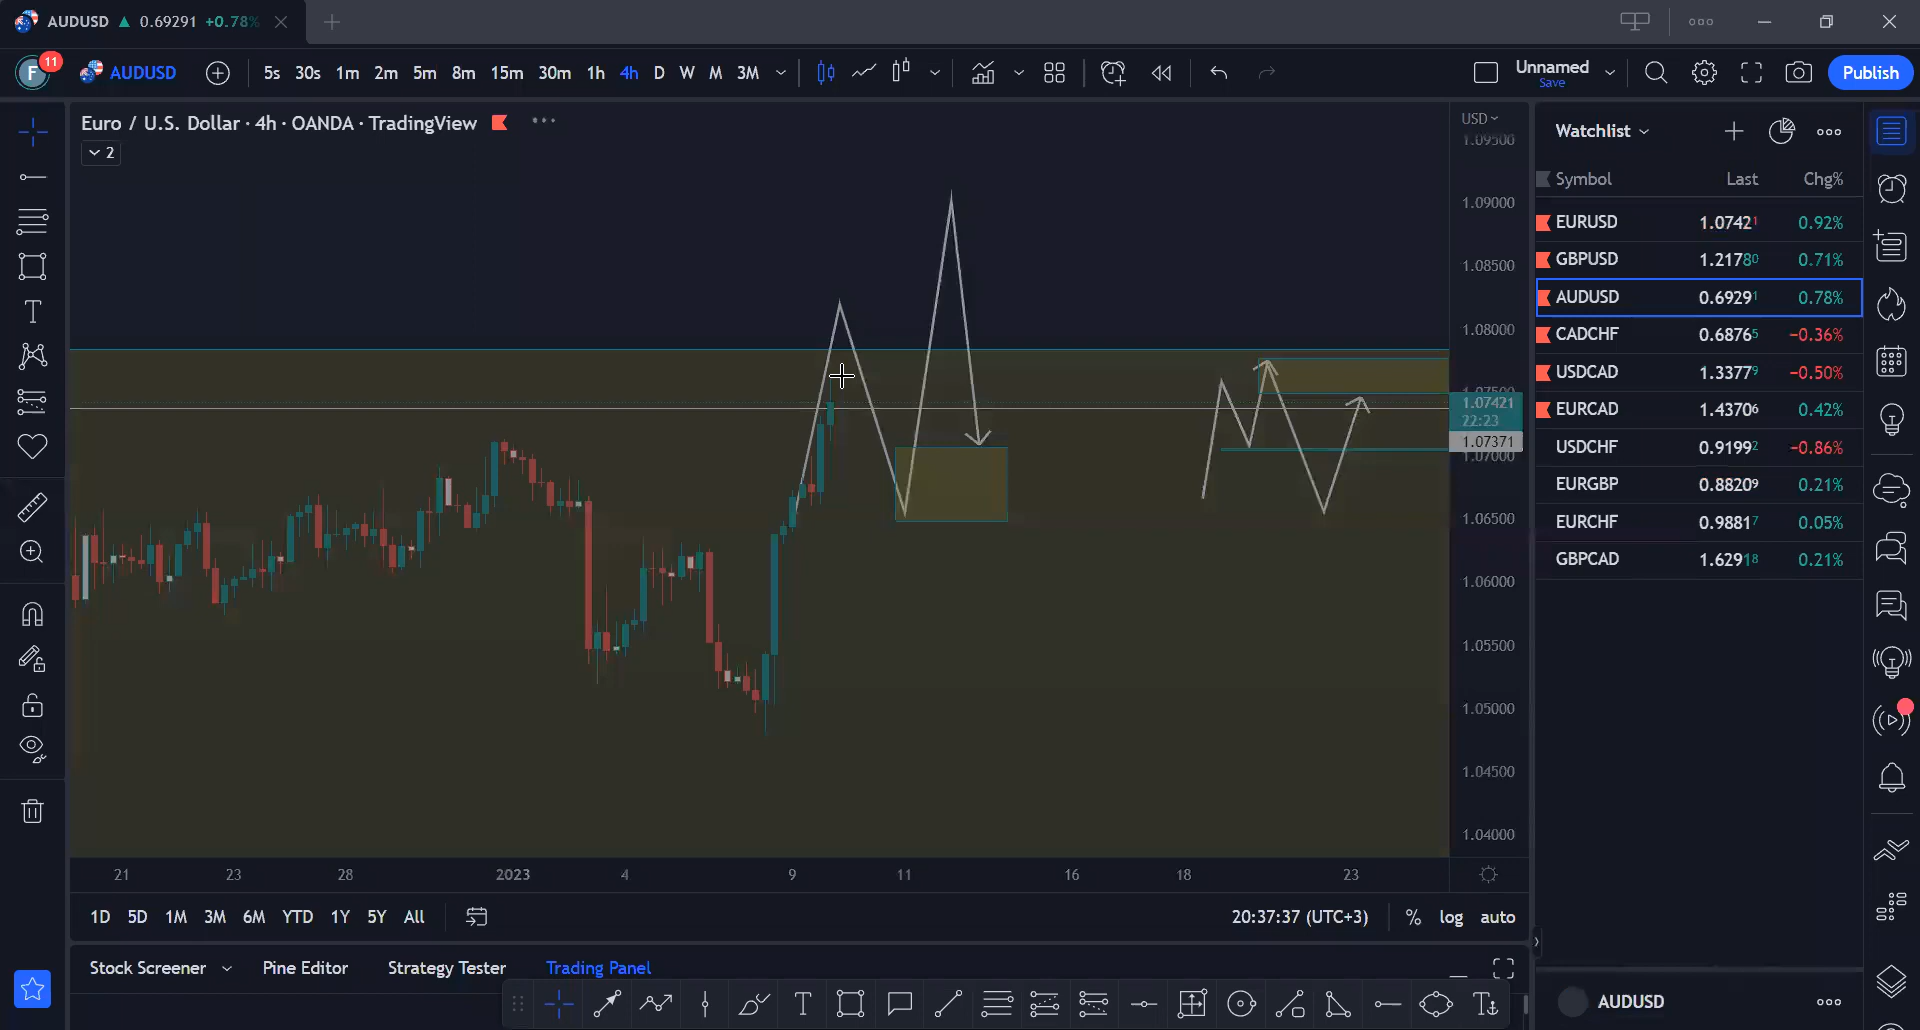 AUDUSD ▲ 0.69291 +0.78%
F 11 AUDUSD 5s 30s 1m 2m 5m 8m 15m 30m 1h 4h D W M 3M Unnamed Save Publish
Euro / U.S. Dollar · 4h · OANDA · TradingView
2
USD
1.09500
1.09000
1.08500
1.08000
1.07500
1.07421
22:23
1.07371
1.07000
1.06500
1.06000
1.05500
1.05000
1.04500
1.04000
21 23 28 2023 4 9 11 16 18 23
1D 5D 1M 3M 6M YTD 1Y 5Y All 20:37:37 (UTC+3) % log auto
Stock Screener Pine Editor Strategy Tester Trading Panel
Watchlist
Symbol Last Chg%
EURUSD 1.07421 0.92%
GBPUSD 1.21780 0.71%
AUDUSD 0.69291 0.78%
CADCHF 0.68765 −0.36%
USDCAD 1.33779 −0.50%
EURCAD 1.43706 0.42%
USDCHF 0.91992 −0.86%
EURGBP 0.88209 0.21%
EURCHF 0.98817 0.05%
GBPCAD 1.62918 0.21%
AUDUSD